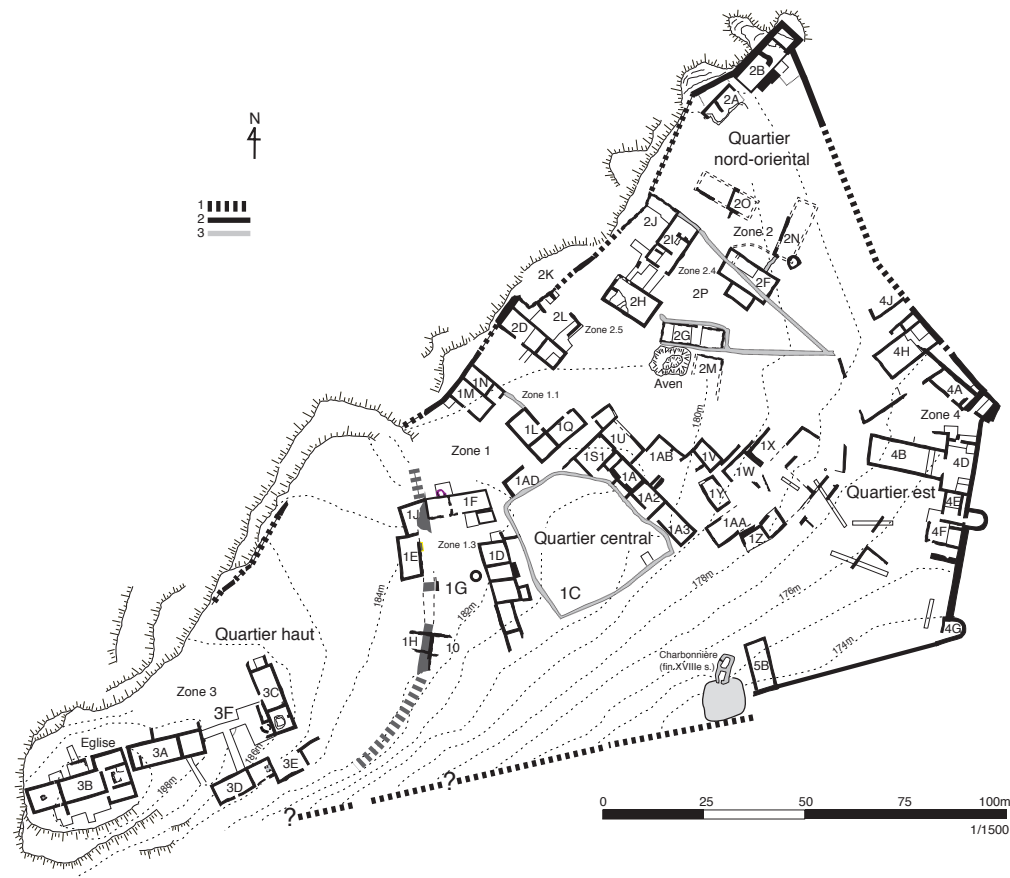 N
1
2
3
2B
2A
Quartier
nord-oriental
2O
2J
2I
Zone 2
2N
Zone 2.4
2K
2F
2H
2P
2L
2D
Zone 2.5
4J
2G
2M
Aven
4H
1N
1M
Zone 1.1
4A
180m
Zone 4
1L
1Q
1U
1X
Zone 1
1S1
1AB
1V
4B
4D
1A
1W
1AD
1Y
Quartier est
1A2
4E
1F
1J
1AA
4F
1A3
Quartier central
1Z
Zone 1.3
1E
1D
178m
1G
1C
176m
184m
182m
Quartier haut
1H
10
4G
174m
Charbonnière
(fin.XVIIIe s.)
5B
Zone 3
3C
3F
Eglise
3A
186m
3E
188m
3B
3D
?
?
0
25
50
75
100m
1/1500